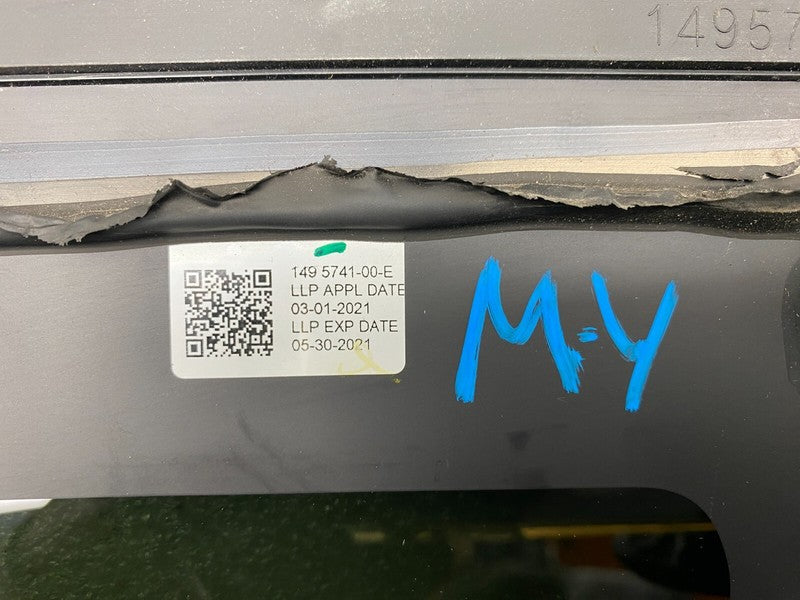 14957
149 5741-00-E
LLP APPL DATE
03-01-2021
LLP EXP DATE
05-30-2021
M-Y